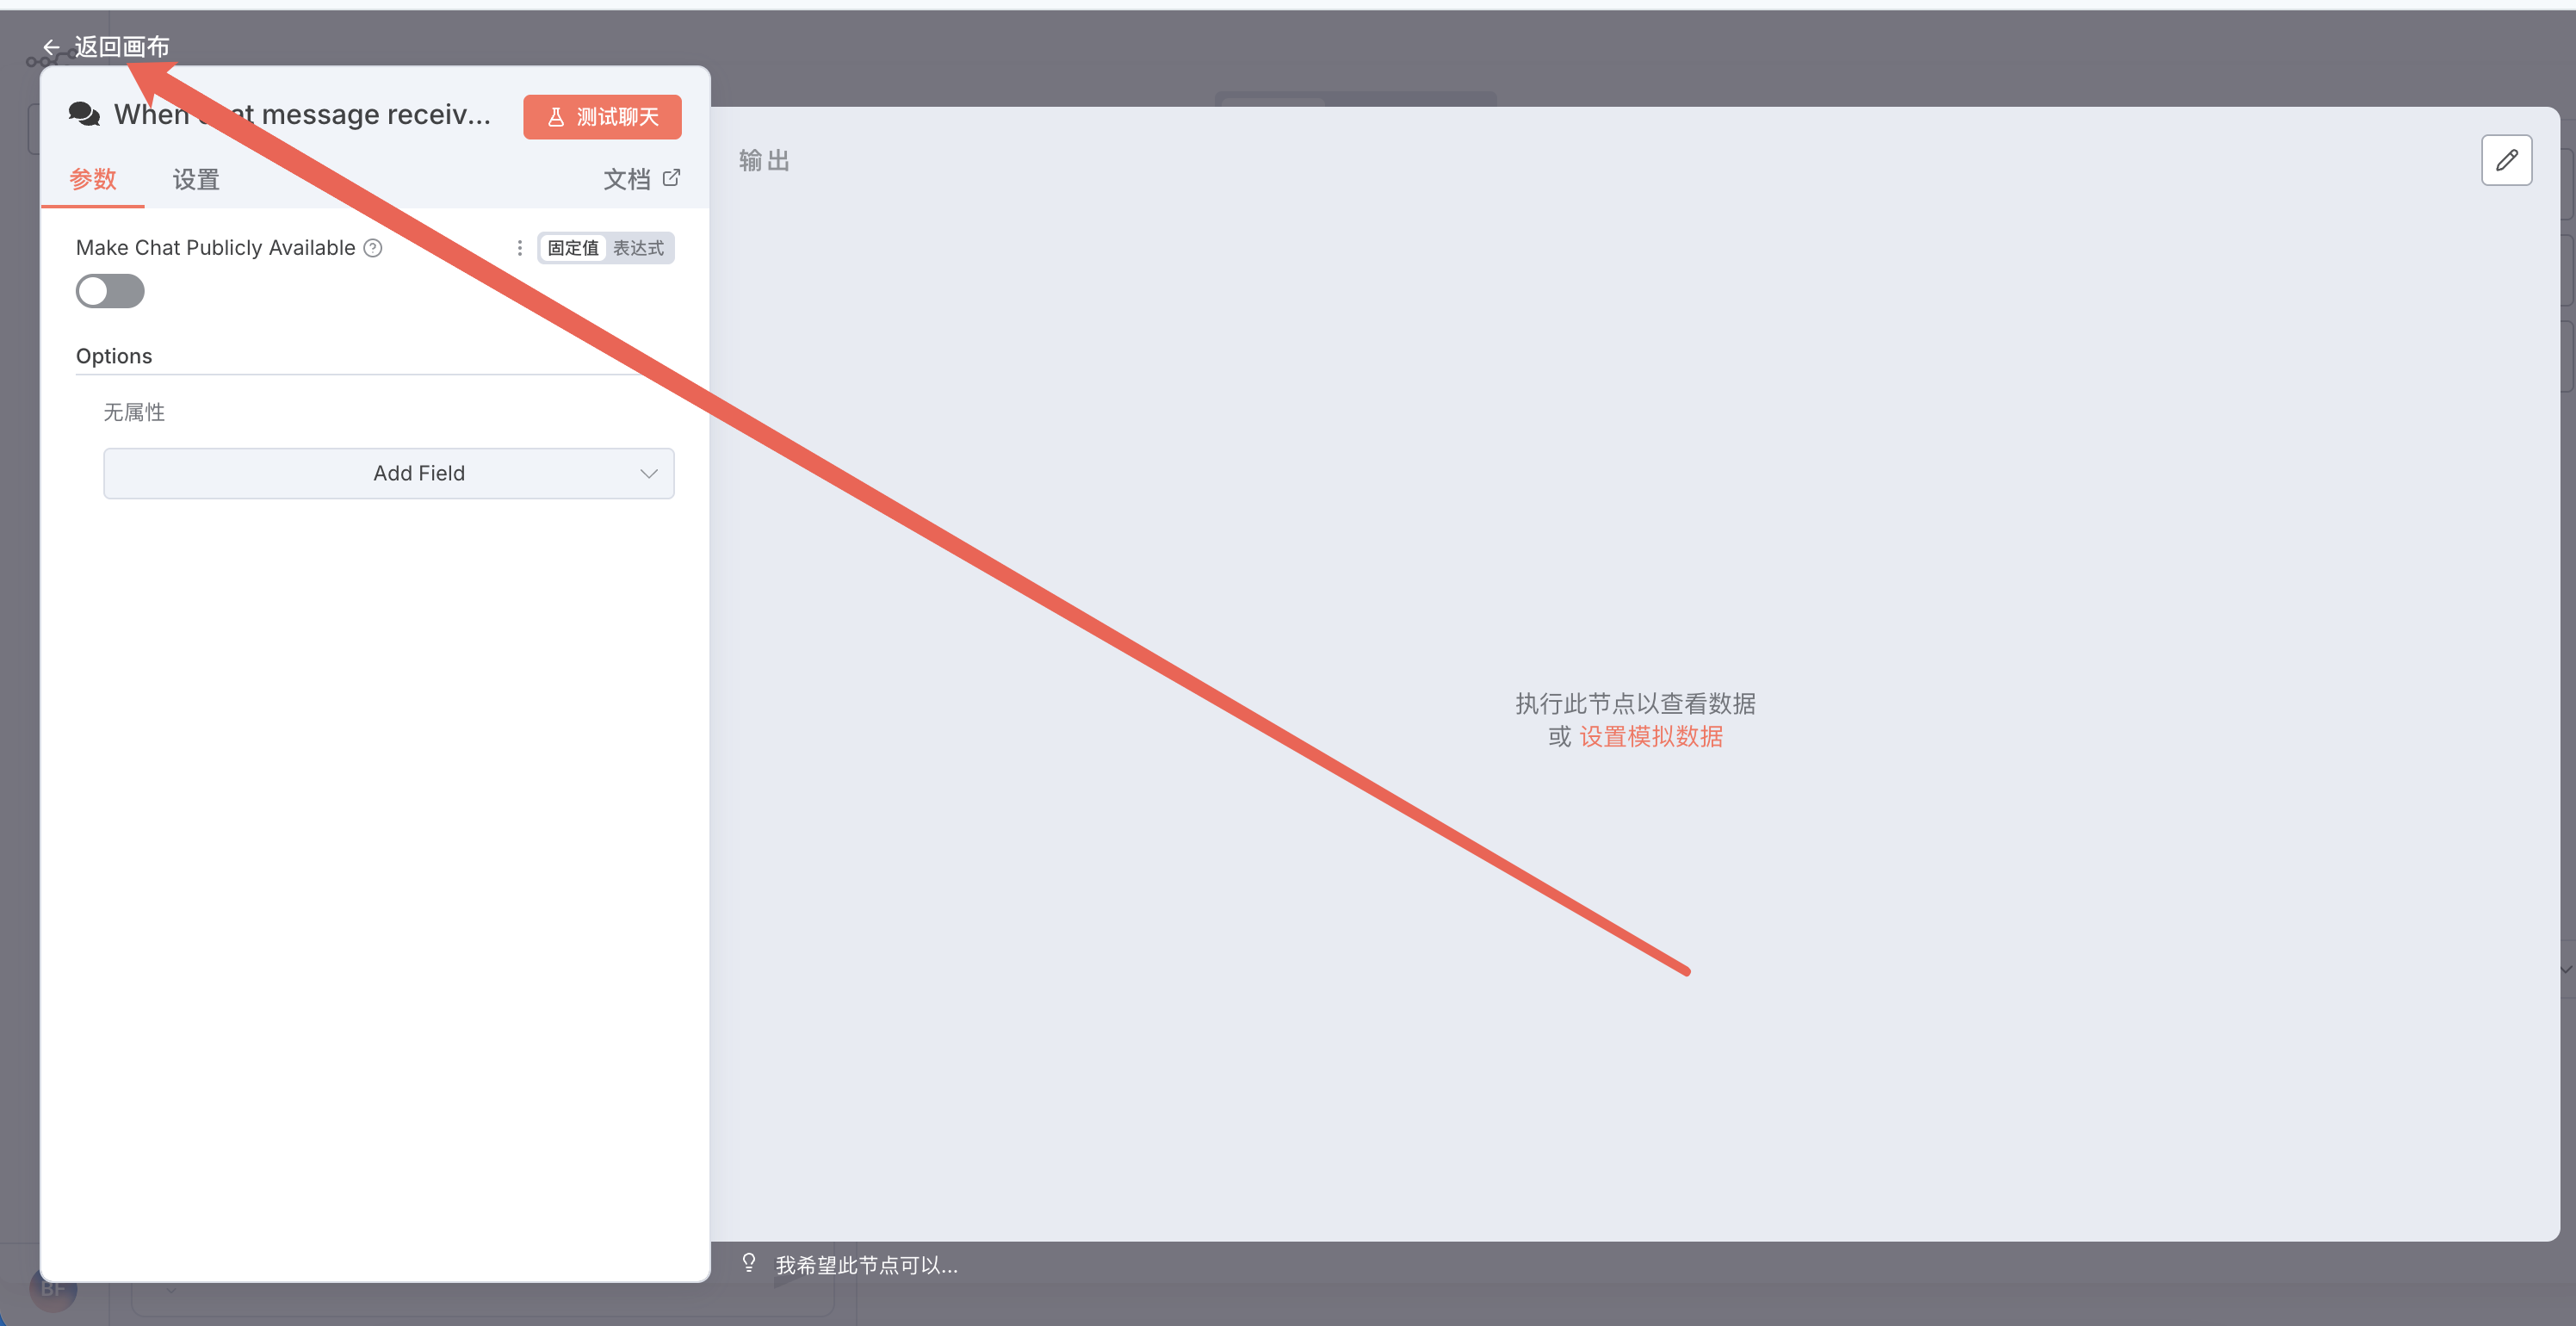 返回画布
When chat message receiv...
测试聊天
参数
设置
文档
输出
Make Chat Publicly Available
固定值
表达式
Options
无属性
Add Field
执行此节点以查看数据
或 设置模拟数据
我希望此节点可以...
BF